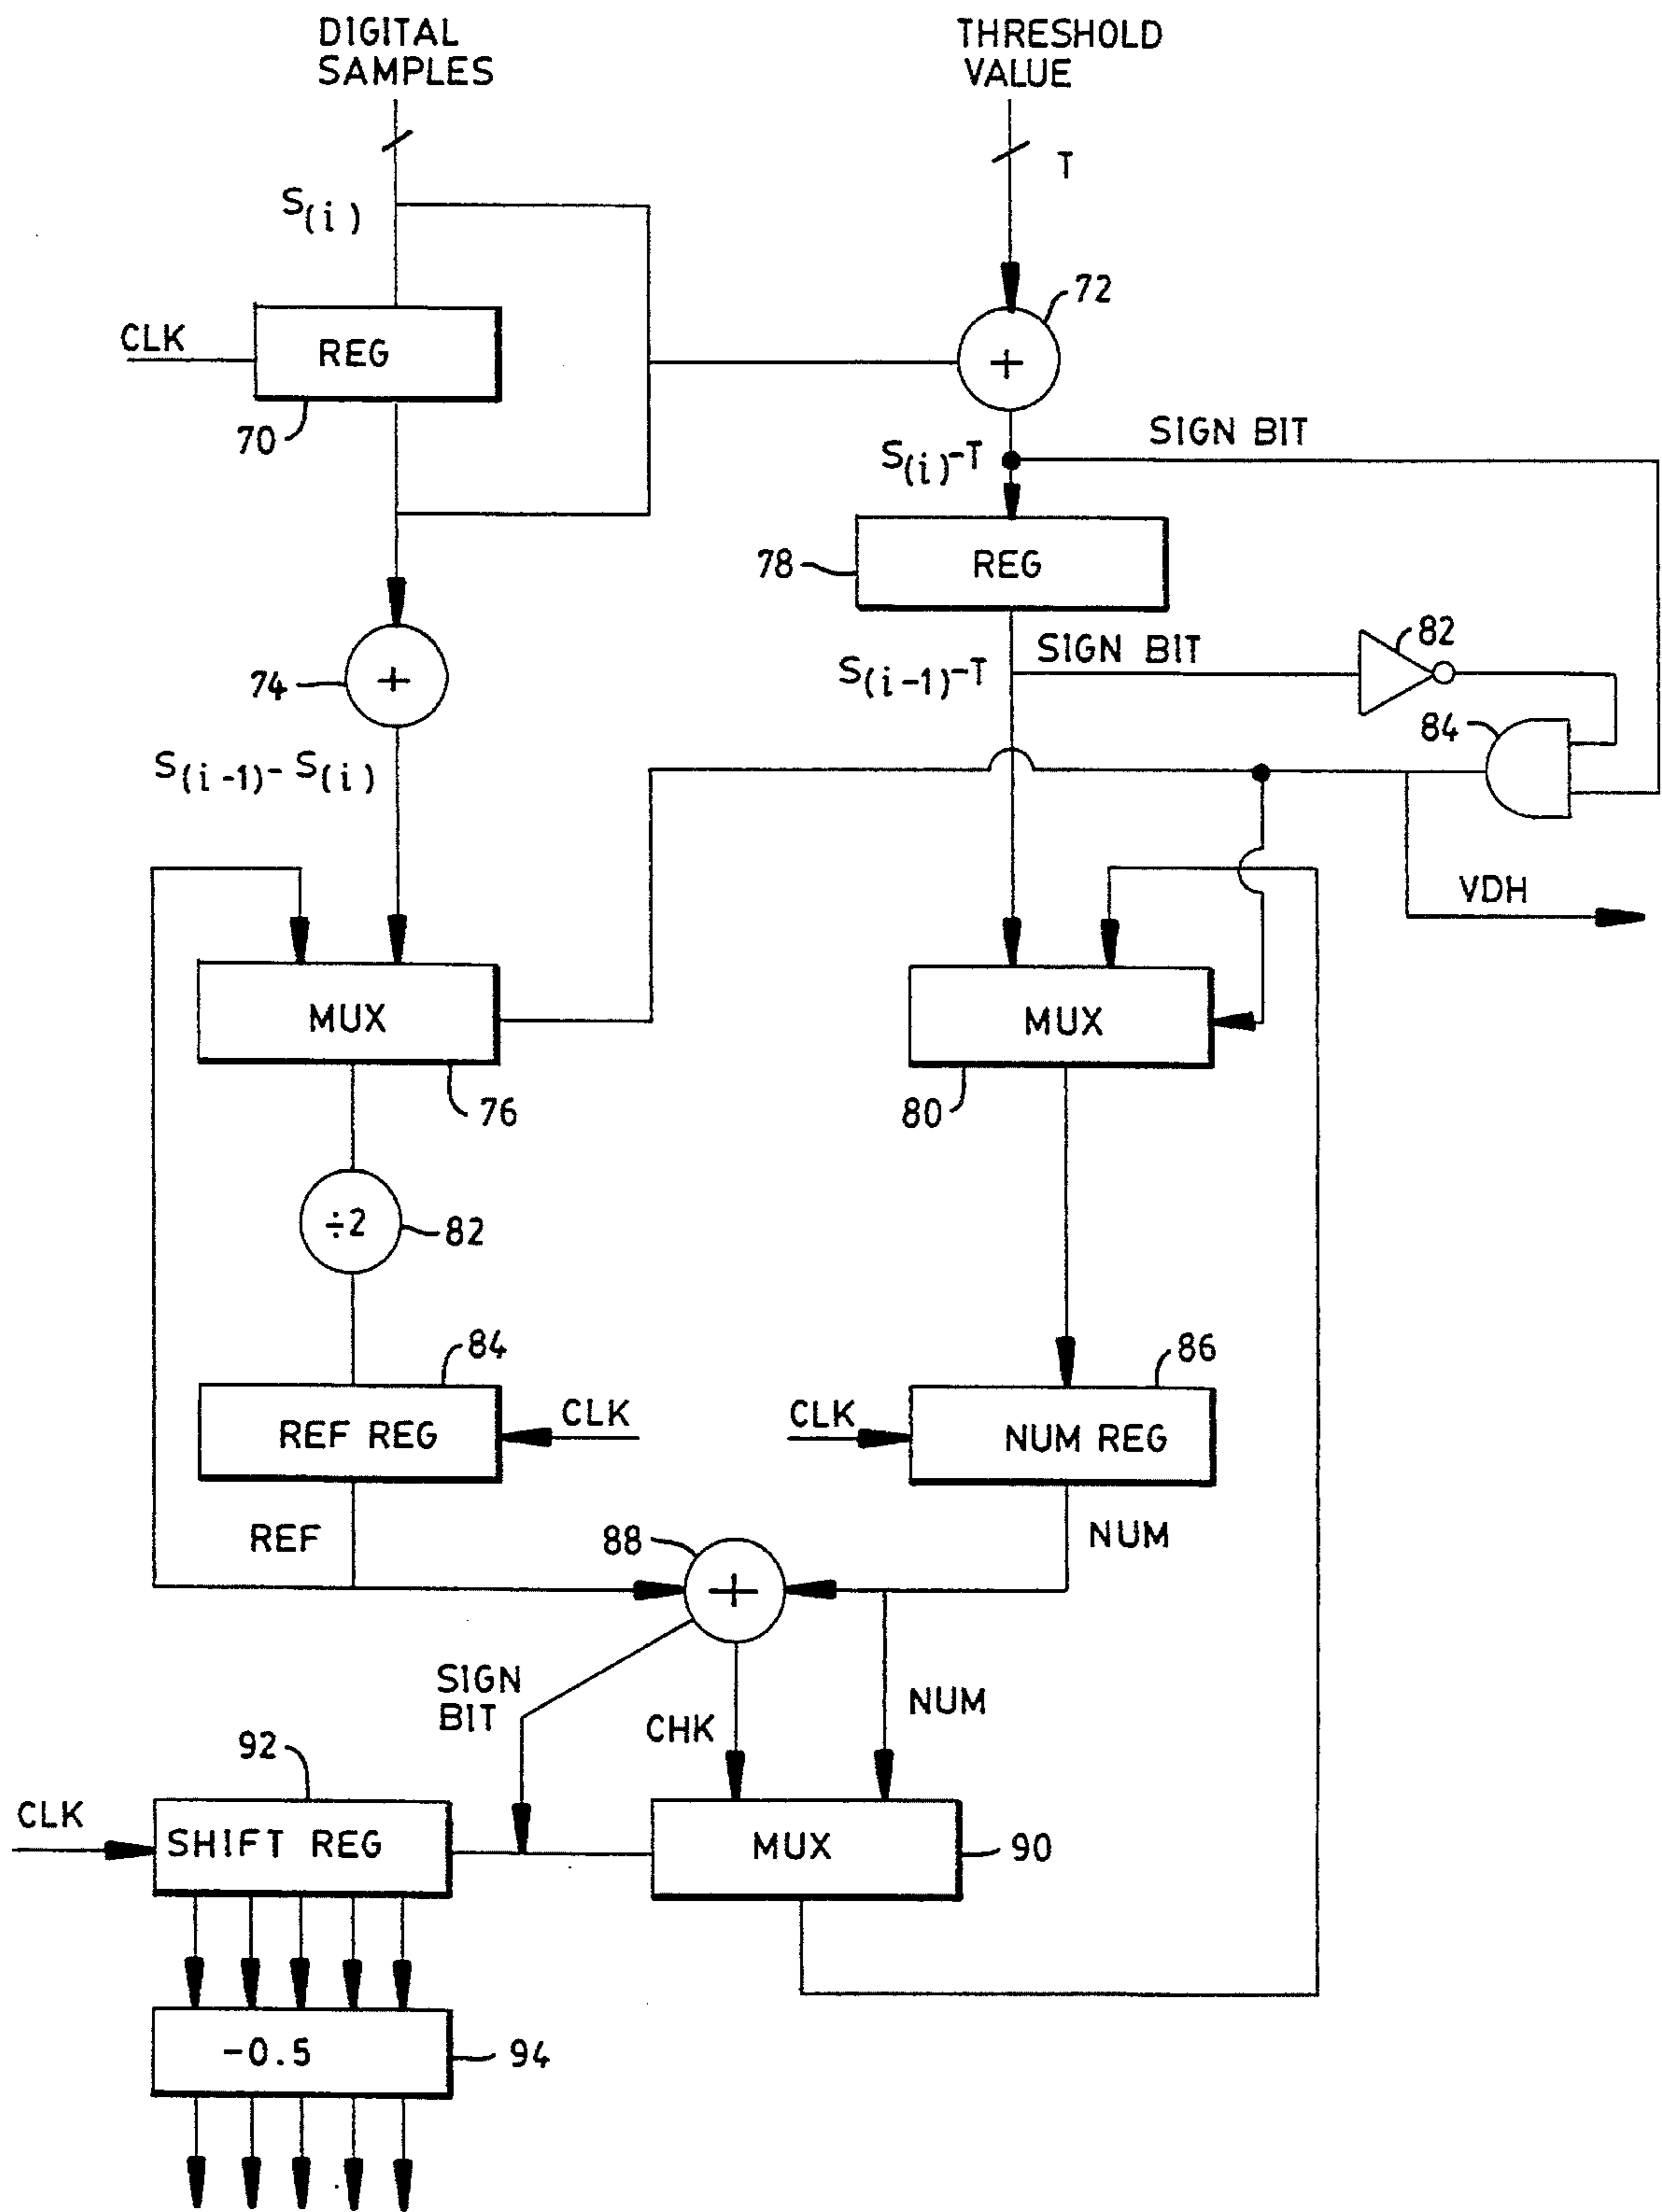 DIGITAL
SAMPLES
THRESHOLD
VALUE
T
S(i)
72
CLK
REG
+
70
SIGN BIT
S(i)-T
78
REG
82
SIGN BIT
S(i-1)-T
74
+
84
S(i-1)- S(i)
VDH
MUX
MUX
76
80
÷2
82
84
86
REF REG
CLK
CLK
NUM REG
REF
88
NUM
+
SIGN
BIT
NUM
CHK
92
CLK
SHIFT REG
MUX
90
-0.5
94